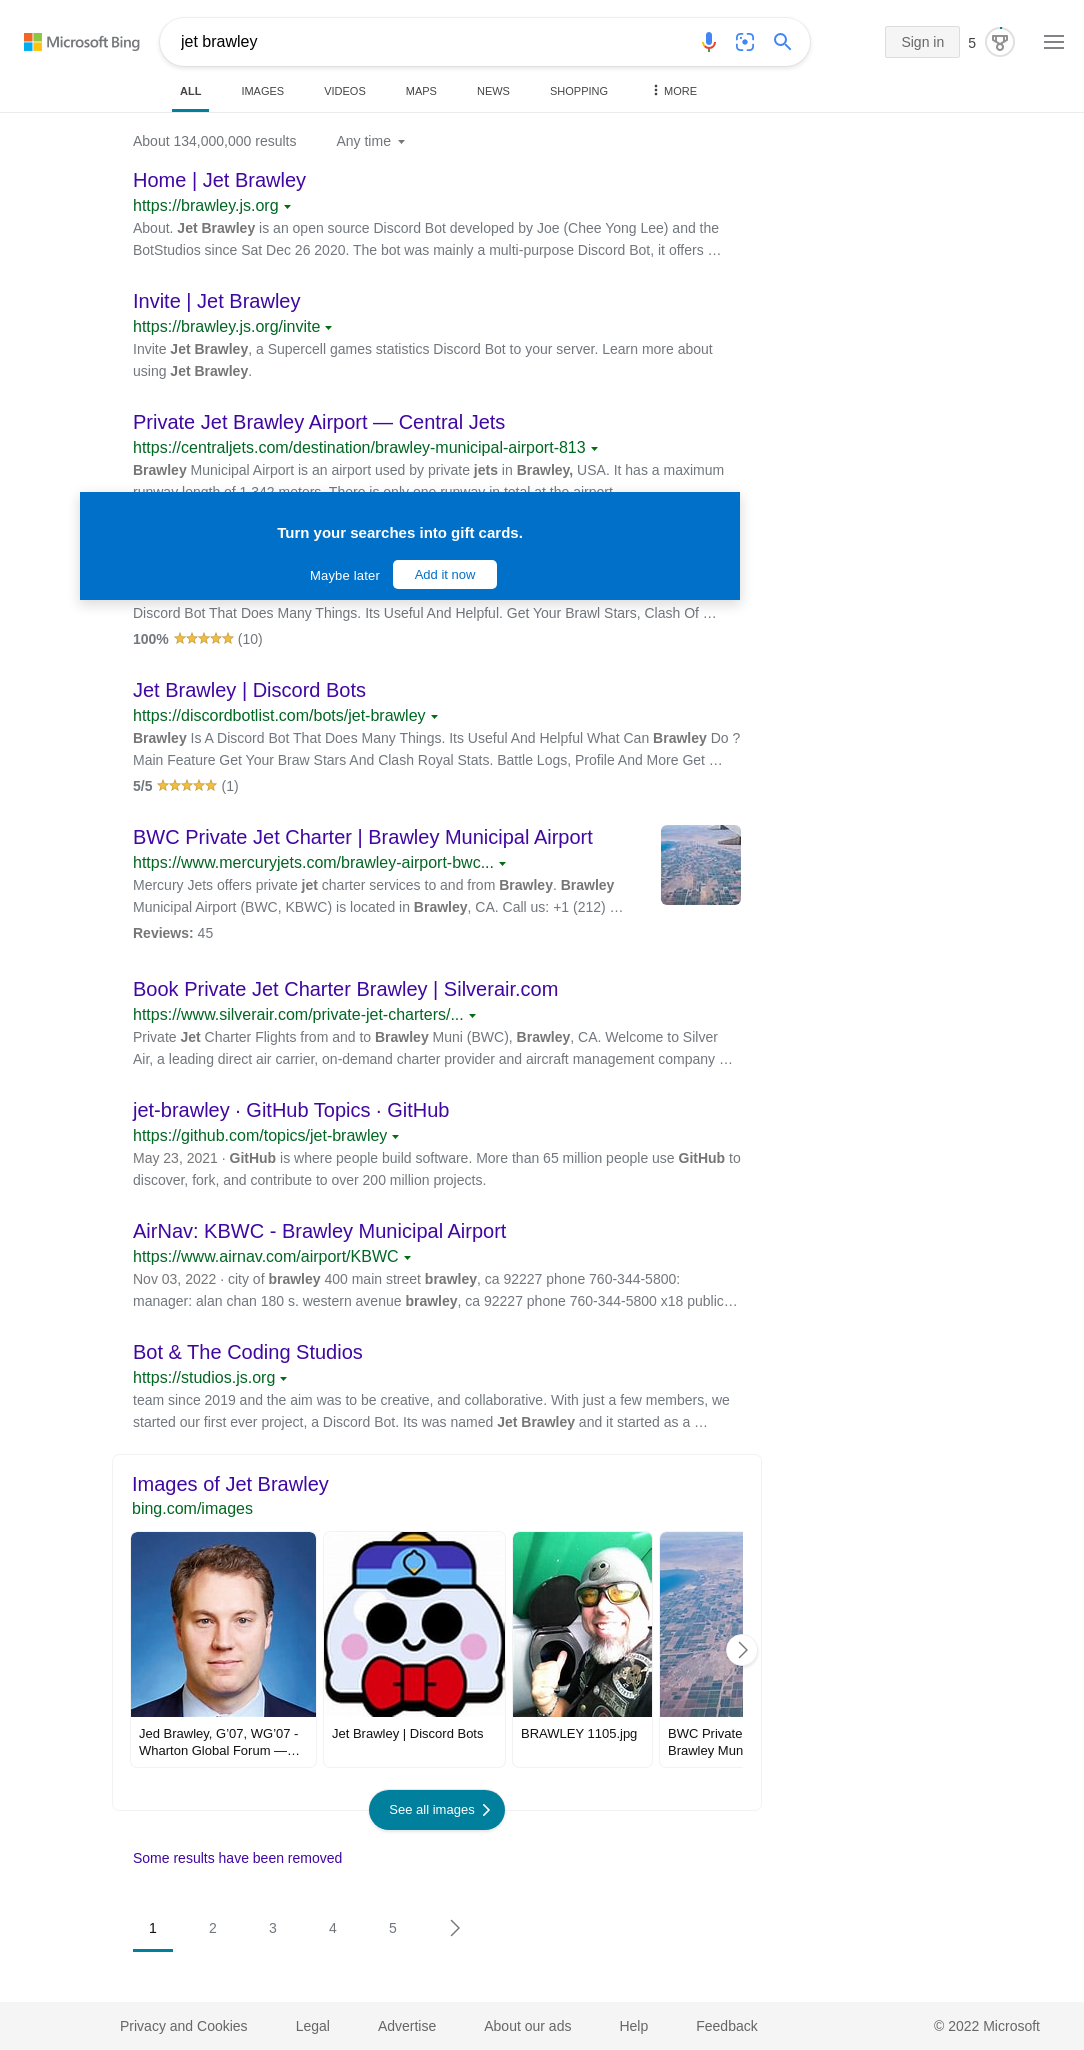 Microsoft Bing
jet brawley
Sign in
5
ALL
IMAGES
VIDEOS
MAPS
NEWS
SHOPPING
MORE
About 134,000,000 results
Any time
Home | Jet Brawley
https://brawley.js.org
About. Jet Brawley is an open source Discord Bot developed by Joe (Chee Yong Lee) and the
BotStudios since Sat Dec 26 2020. The bot was mainly a multi-purpose Discord Bot, it offers …
Invite | Jet Brawley
https://brawley.js.org/invite
Invite Jet Brawley, a Supercell games statistics Discord Bot to your server. Learn more about
using Jet Brawley.
Private Jet Brawley Airport — Central Jets
https://centraljets.com/destination/brawley-municipal-airport-813
Brawley Municipal Airport is an airport used by private jets in Brawley, USA. It has a maximum
runway length of 1,342 meters. There is only one runway in total at the airport.
Turn your searches into gift cards.
Maybe later
Add it now
Discord Bot That Does Many Things. Its Useful And Helpful. Get Your Brawl Stars, Clash Of …
100% (10)
Jet Brawley | Discord Bots
https://discordbotlist.com/bots/jet-brawley
Brawley Is A Discord Bot That Does Many Things. Its Useful And Helpful What Can Brawley Do ?
Main Feature Get Your Braw Stars And Clash Royal Stats. Battle Logs, Profile And More Get …
5/5 (1)
BWC Private Jet Charter | Brawley Municipal Airport
https://www.mercuryjets.com/brawley-airport-bwc...
Mercury Jets offers private jet charter services to and from Brawley. Brawley
Municipal Airport (BWC, KBWC) is located in Brawley, CA. Call us: +1 (212) …
Reviews: 45
Book Private Jet Charter Brawley | Silverair.com
https://www.silverair.com/private-jet-charters/...
Private Jet Charter Flights from and to Brawley Muni (BWC), Brawley, CA. Welcome to Silver
Air, a leading direct air carrier, on-demand charter provider and aircraft management company …
jet-brawley · GitHub Topics · GitHub
https://github.com/topics/jet-brawley
May 23, 2021 · GitHub is where people build software. More than 65 million people use GitHub to
discover, fork, and contribute to over 200 million projects.
AirNav: KBWC - Brawley Municipal Airport
https://www.airnav.com/airport/KBWC
Nov 03, 2022 · city of brawley 400 main street brawley, ca 92227 phone 760-344-5800:
manager: alan chan 180 s. western avenue brawley, ca 92227 phone 760-344-5800 x18 public…
Bot & The Coding Studios
https://studios.js.org
team since 2019 and the aim was to be creative, and collaborative. With just a few members, we
started our first ever project, a Discord Bot. Its was named Jet Brawley and it started as a …
Images of Jet Brawley
bing.com/images
Jed Brawley, G’07, WG’07 -
Wharton Global Forum —…
Jet Brawley | Discord Bots
BRAWLEY 1105.jpg
BWC Private
Brawley Mun
See all images
Some results have been removed
1
2
3
4
5
Privacy and Cookies
Legal
Advertise
About our ads
Help
Feedback
© 2022 Microsoft